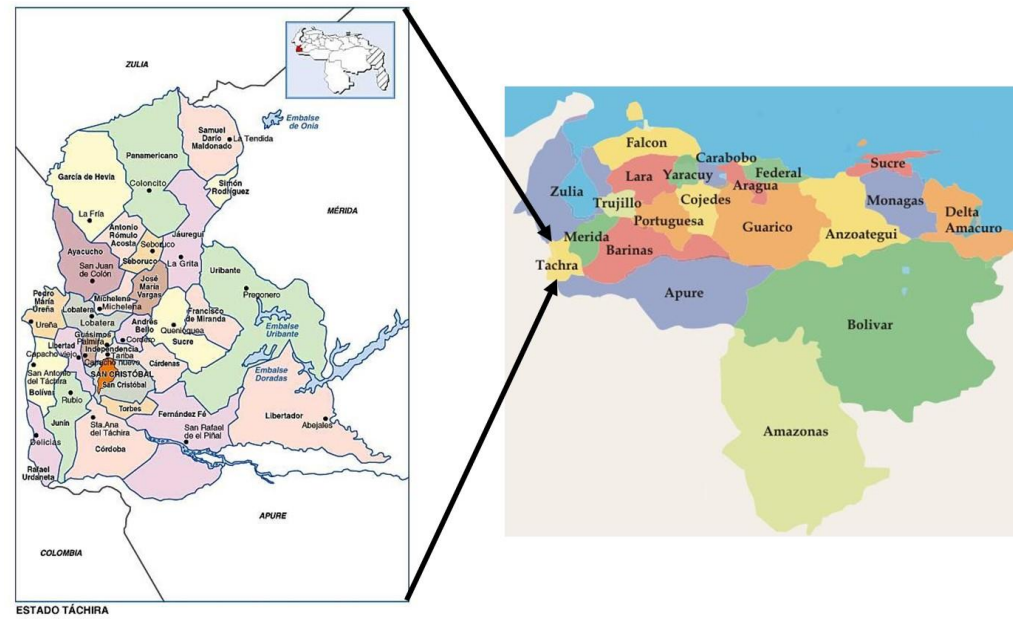 ZULIA
Embalse
de Onia
Samuel
Darío
Maldonado
La Tendida
Panamericano
García de Hevia
Coloncito
Simón
Rodríguez
MÉRIDA
La Fría
Antonio
Rómulo
Acosta
Seboruco
Seboruco
Jáuregui
La Grita
Ayacucho
San Juan
de Colón
Uribante
Pregonero
José
María
Vargas
Pedro
María
Ureña
Ureña
Michelena
Michelena
Lobatera
Lobatera
Francisco
de Miranda
Andrés
Bello
Cordero
Queniquea
Sucre
Embalse
Uribante
Guásimos
Palmira
Independencia
Táriba
Libertad
Capacho viejo
Capacho nuevo
Cárdenas
SAN CRISTÓBAL
San Cristóbal
Embalse
Doradas
San Antonio
del Táchira
Bolívar
Rubio
Junín
Torbes
Fernández Fé
Libertador
Abejales
Sta.Ana
del Táchira
San Rafael
de el Piñal
Delicias
Córdoba
Rafael
Urdaneta
APURE
COLOMBIA
ESTADO TÁCHIRA
Falcon
Carabobo
Sucre
Zulia
Lara
Yaracuy
Federal
Aragua
Trujillo
Cojedes
Monagas
Delta
Amacuro
Portuguesa
Guarico
Anzoategui
Merida
Barinas
Tachra
Apure
Bolivar
Amazonas